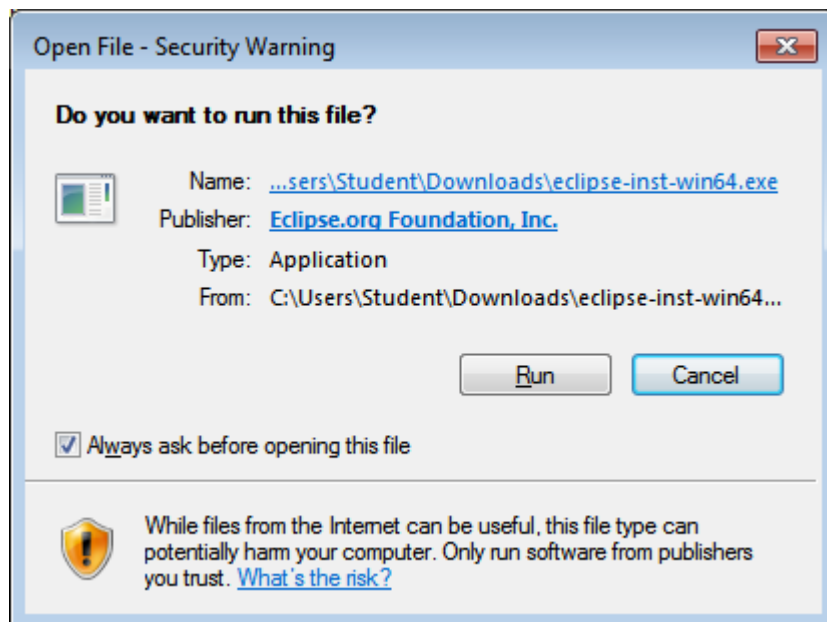 Open File - Security Warning
Do you want to run this file?
Name: ...sers\Student\Downloads\eclipse-inst-win64.exe
Publisher: Eclipse.org Foundation, Inc.
Type: Application
From: C:\Users\Student\Downloads\eclipse-inst-win64...
Run Cancel
Always ask before opening this file
While files from the Internet can be useful, this file type can
potentially harm your computer. Only run software from publishers
you trust. What's the risk?